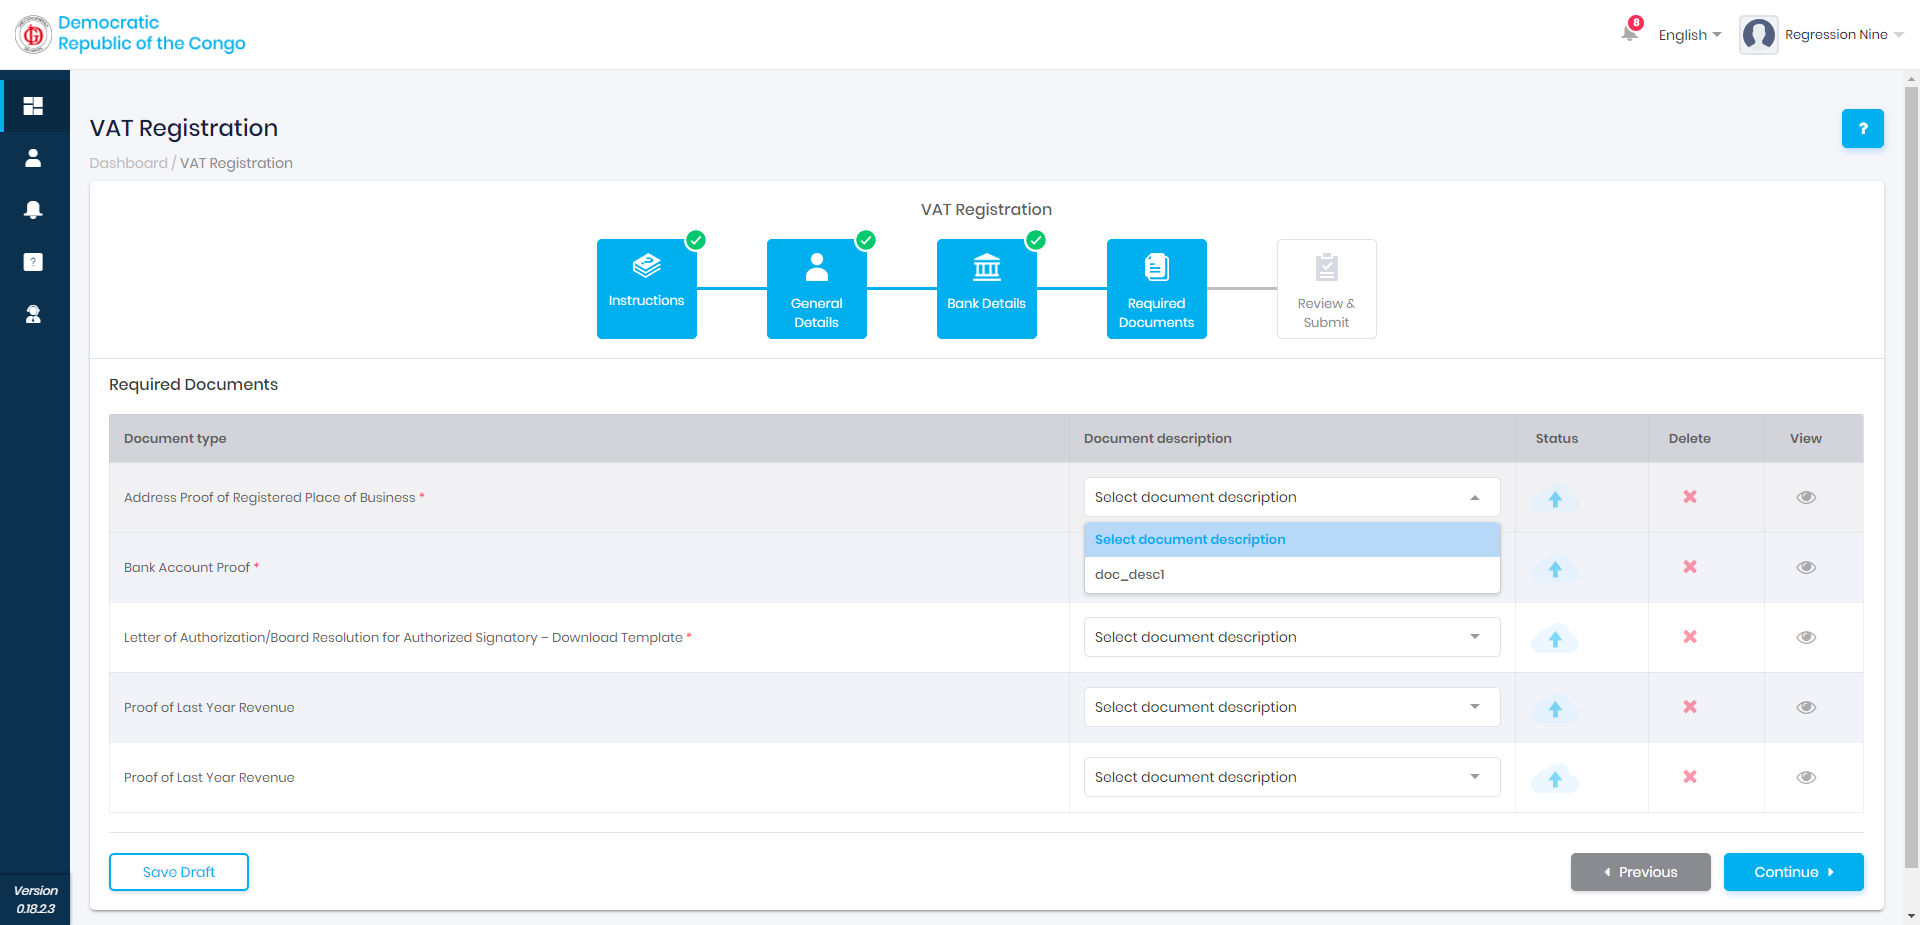 Democratic
Republic of the Congo
8
English
Regression Nine
VAT Registration
?
Dashboard / VAT Registration
VAT Registration
Instructions
General
Details
Bank Details
Required
Documents
Review &
Submit
Required Documents
Document type
Document description
Status
Delete
View
Address Proof of Registered Place of Business *
Select document description
Select document description
doc_desc1
Bank Account Proof *
Letter of Authorization/Board Resolution for Authorized Signatory – Download Template *
Select document description
Proof of Last Year Revenue
Select document description
Proof of Last Year Revenue
Select document description
Save Draft
Previous
Continue
Version
0.18.2.3